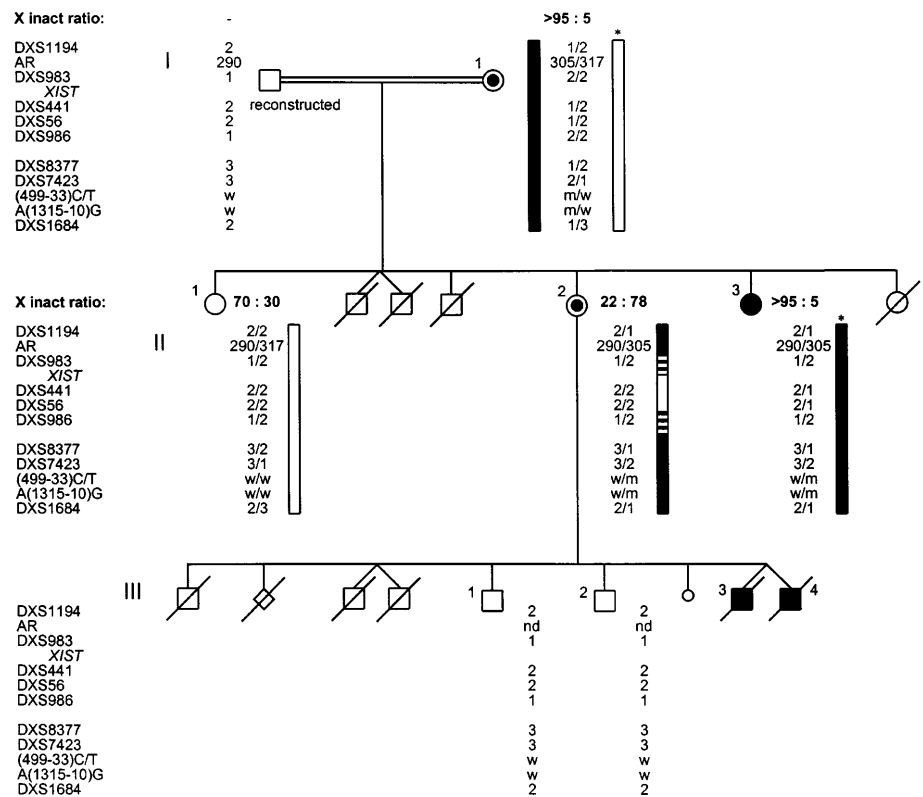 X inact ratio: - >95 : 5
*
DXS1194 2 1/2
I
AR 290 1 305/317
DXS983 1 2/2
XIST
reconstructed
DXS441 2 1/2
DXS56 2 1/2
DXS986 1 2/2
DXS8377 3 1/2
DXS7423 3 2/1
(499-33)C/T w m/w
A(1315-10)G w m/w
DXS1684 2 1/3
1 2 3
X inact ratio: 70 : 30 22 : 78 >95 : 5
*
DXS1194 2/2 2/1 2/1
II
AR 290/317 290/305 290/305
DXS983 1/2 1/2 1/2
XIST
DXS441 2/2 2/2 2/1
DXS56 2/2 2/2 2/1
DXS986 1/2 1/2 1/2
DXS8377 3/2 3/1 3/1
DXS7423 3/1 3/2 3/2
(499-33)C/T w/w w/m w/m
A(1315-10)G w/w w/m w/m
DXS1684 2/3 2/1 2/1
III 1 2 3 4
DXS1194 2 2
AR nd nd
DXS983 1 1
XIST
DXS441 2 2
DXS56 2 2
DXS986 1 1
DXS8377 3 3
DXS7423 3 3
(499-33)C/T w w
A(1315-10)G w w
DXS1684 2 2